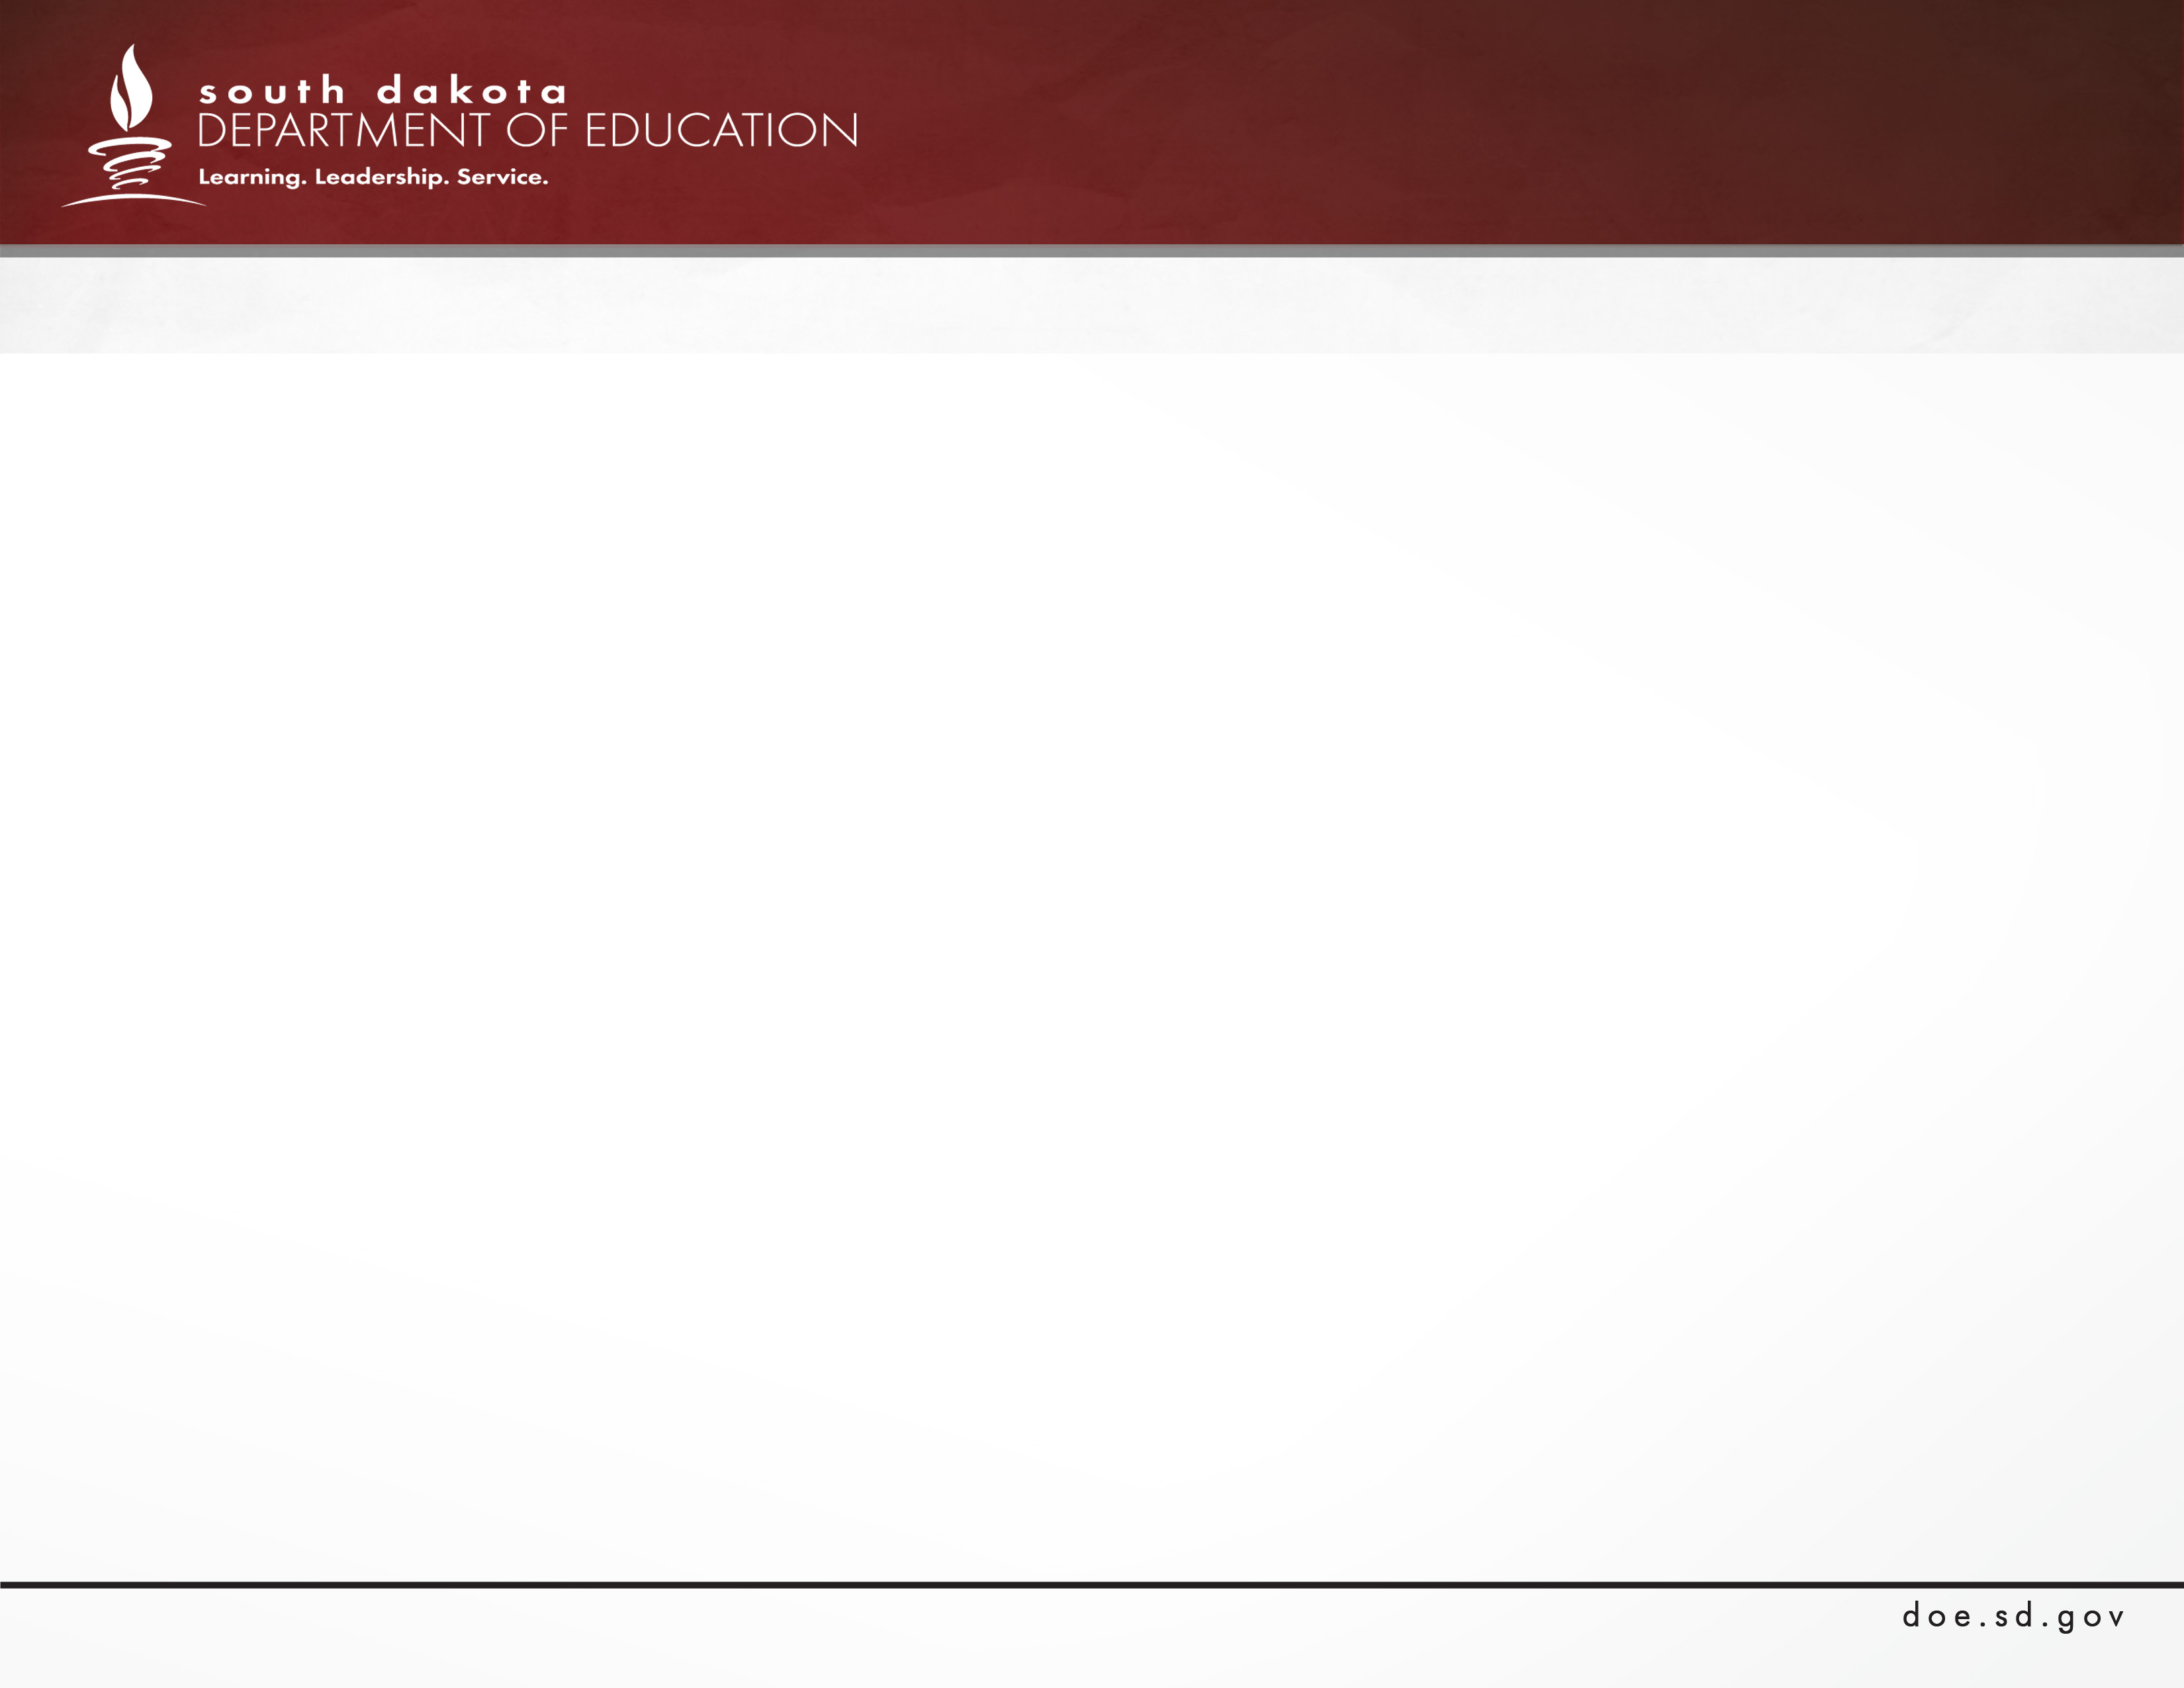 south dakota
DEPARTMENT OF EDUCATION
Learning. Leadership. Service.
doe.sd.gov